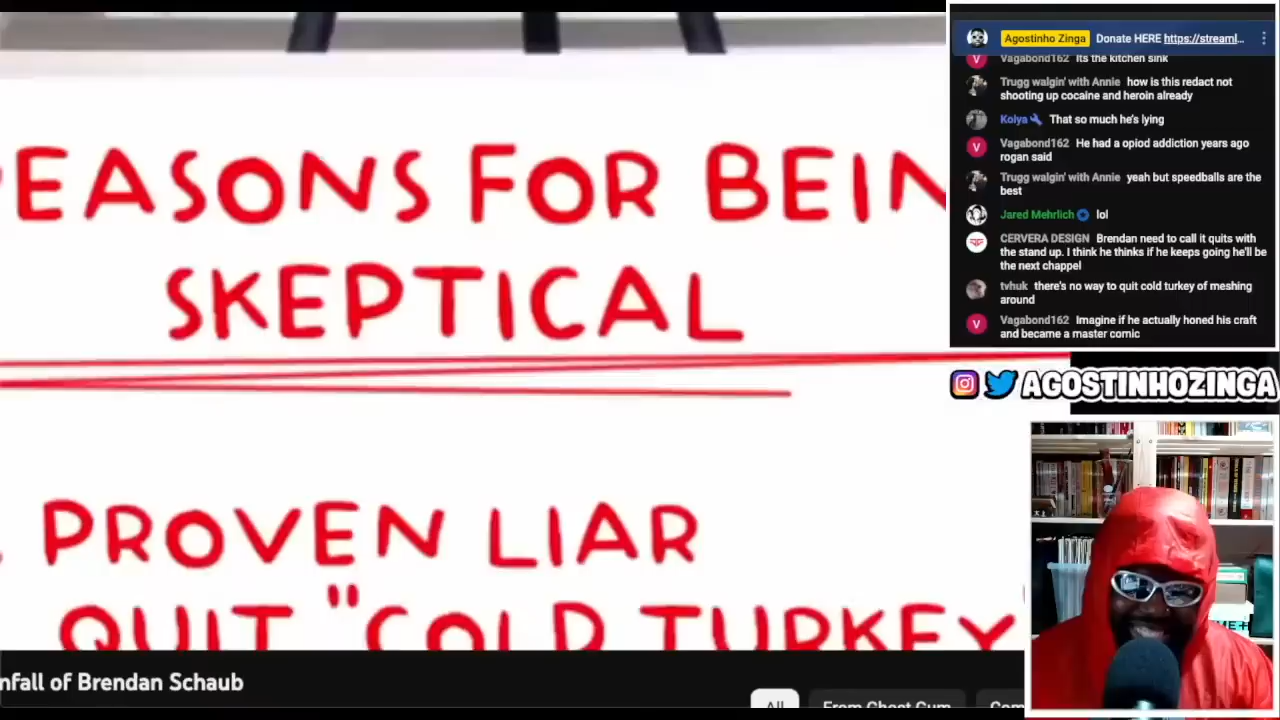 REASONS FOR BEIN
SKEPTICAL
PROVEN LIAR
QUIT "COLD TURKEY"
nfall of Brendan Schaub
All
From Chest Gum
Agostinho Zinga Donate HERE https://streaml...
Vagabond162 Its the kitchen sink
Trugg walgin' with Annie how is this redact not
shooting up cocaine and heroin already
Kolya That so much he's lying
Vagabond162 He had a opiod addiction years ago
rogan said
Trugg walgin' with Annie yeah but speedballs are the
best
Jared Mehrlich lol
CERVERA DESIGN Brendan need to call it quits with
the stand up. I think he thinks if he keeps going he'll be
the next chappel
tvhuk there's no way to quit cold turkey of meshing
around
Vagabond162 Imagine if he actually honed his craft
and became a master comic
AGOSTINHOZINGA